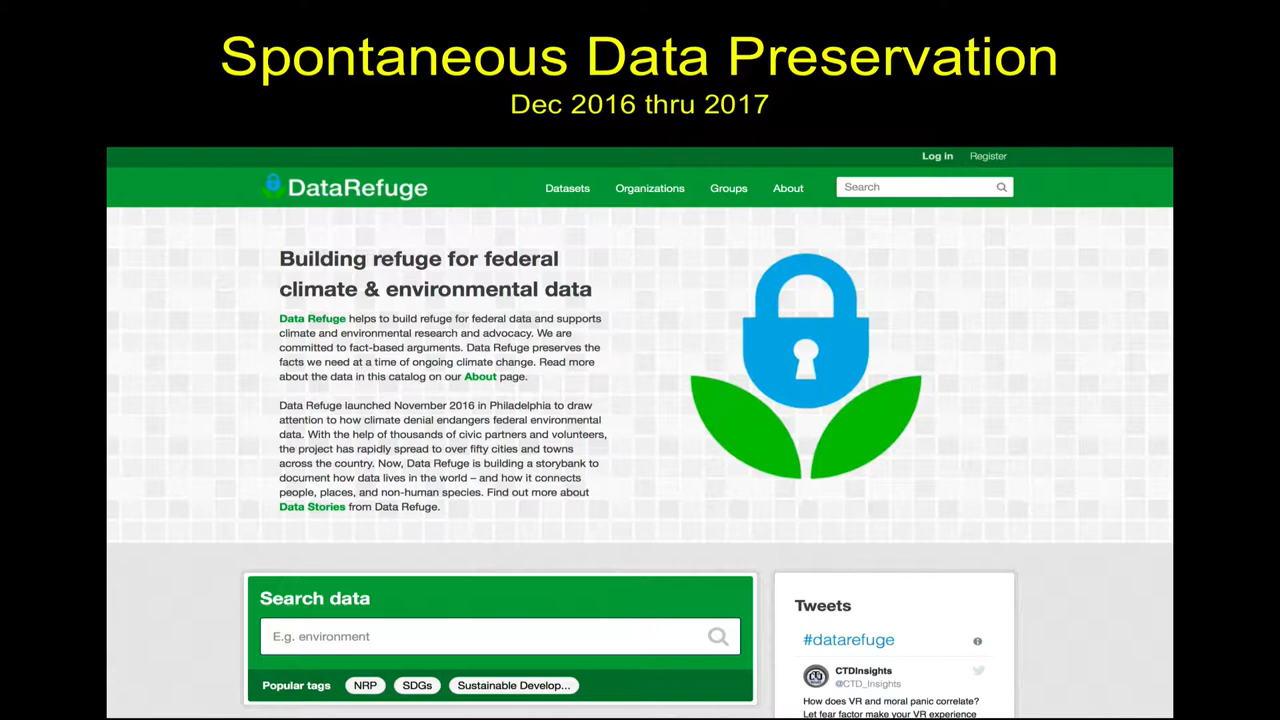 Spontaneous Data Preservation
Dec 2016 thru 2017
Log in Register
DataRefuge
Datasets Organizations Groups About Search
Building refuge for federal
climate & environmental data
Data Refuge helps to build refuge for federal data and supports
climate and environmental research and advocacy. We are
committed to fact-based arguments. Data Refuge preserves the
facts we need at a time of ongoing climate change. Read more
about the data in this catalog on our About page.
Data Refuge launched November 2016 in Philadelphia to draw
attention to how climate denial endangers federal environmental
data. With the help of thousands of civic partners and volunteers,
the project has rapidly spread to over fifty cities and towns
across the country. Now, Data Refuge is building a storybank to
document how data lives in the world – and how it connects
people, places, and non-human species. Find out more about
Data Stories from Data Refuge.
Search data
E.g. environment
Popular tags NRP SDGs Sustainable Develop...
Tweets
#datarefuge
CTDInsights
@CTD_Insights
How does VR and moral panic correlate?
Let fear factor make your VR experience